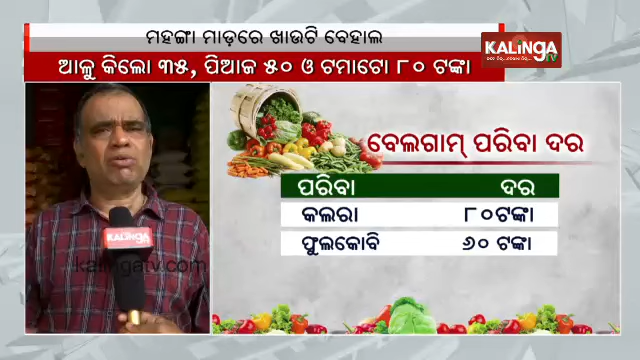 ମହଙ୍ଗା ମାଡ଼ରେ ଖାଉଟି ବେହାଲ
ଆଳୁ କିଲୋ ୩୫, ପିଆଜ ୫୦ ଓ ଟମାଟୋ ୮୦ ଟଙ୍କା
KALINGA
TV
ବେଲଗାମ୍ ପରିବା ଦର
ପରିବା ଦର
କଲରା ୮୦ଟଙ୍କା
ଫୁଲକୋବି ୬୦ ଟଙ୍କା
KALINGA
kalingatv.com